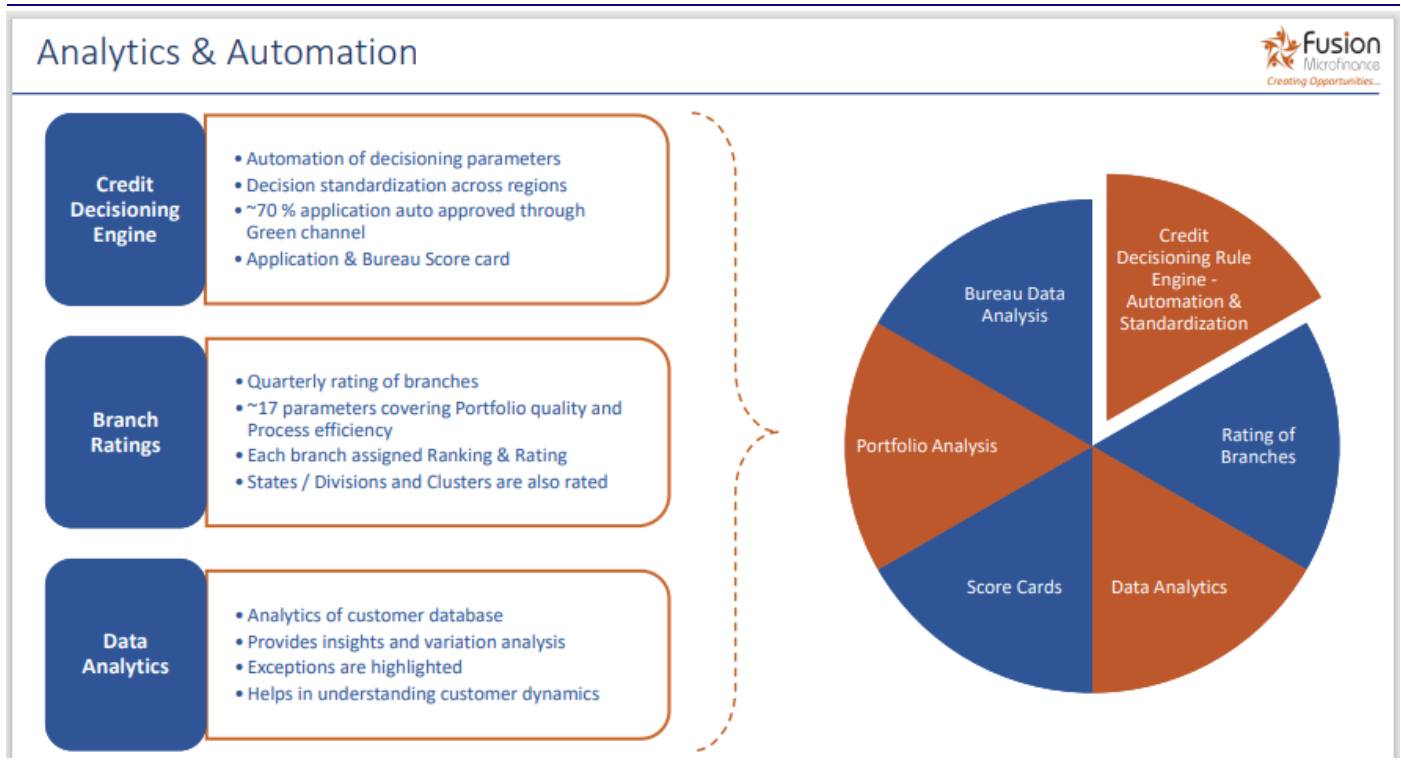 Analytics & Automation
Fusion
Microfinance
Creating Opportunities...
Credit
Decisioning
Engine
• Automation of decisioning parameters
• Decision standardization across regions
• ~70 % application auto approved through
Green channel
• Application & Bureau Score card
Branch
Ratings
• Quarterly rating of branches
• ~17 parameters covering Portfolio quality and
Process efficiency
• Each branch assigned Ranking & Rating
• States / Divisions and Clusters are also rated
Data
Analytics
• Analytics of customer database
• Provides insights and variation analysis
• Exceptions are highlighted
• Helps in understanding customer dynamics
Credit
Decisioning Rule
Engine -
Automation &
Standardization
Rating of
Branches
Data Analytics
Score Cards
Portfolio Analysis
Bureau Data
Analysis